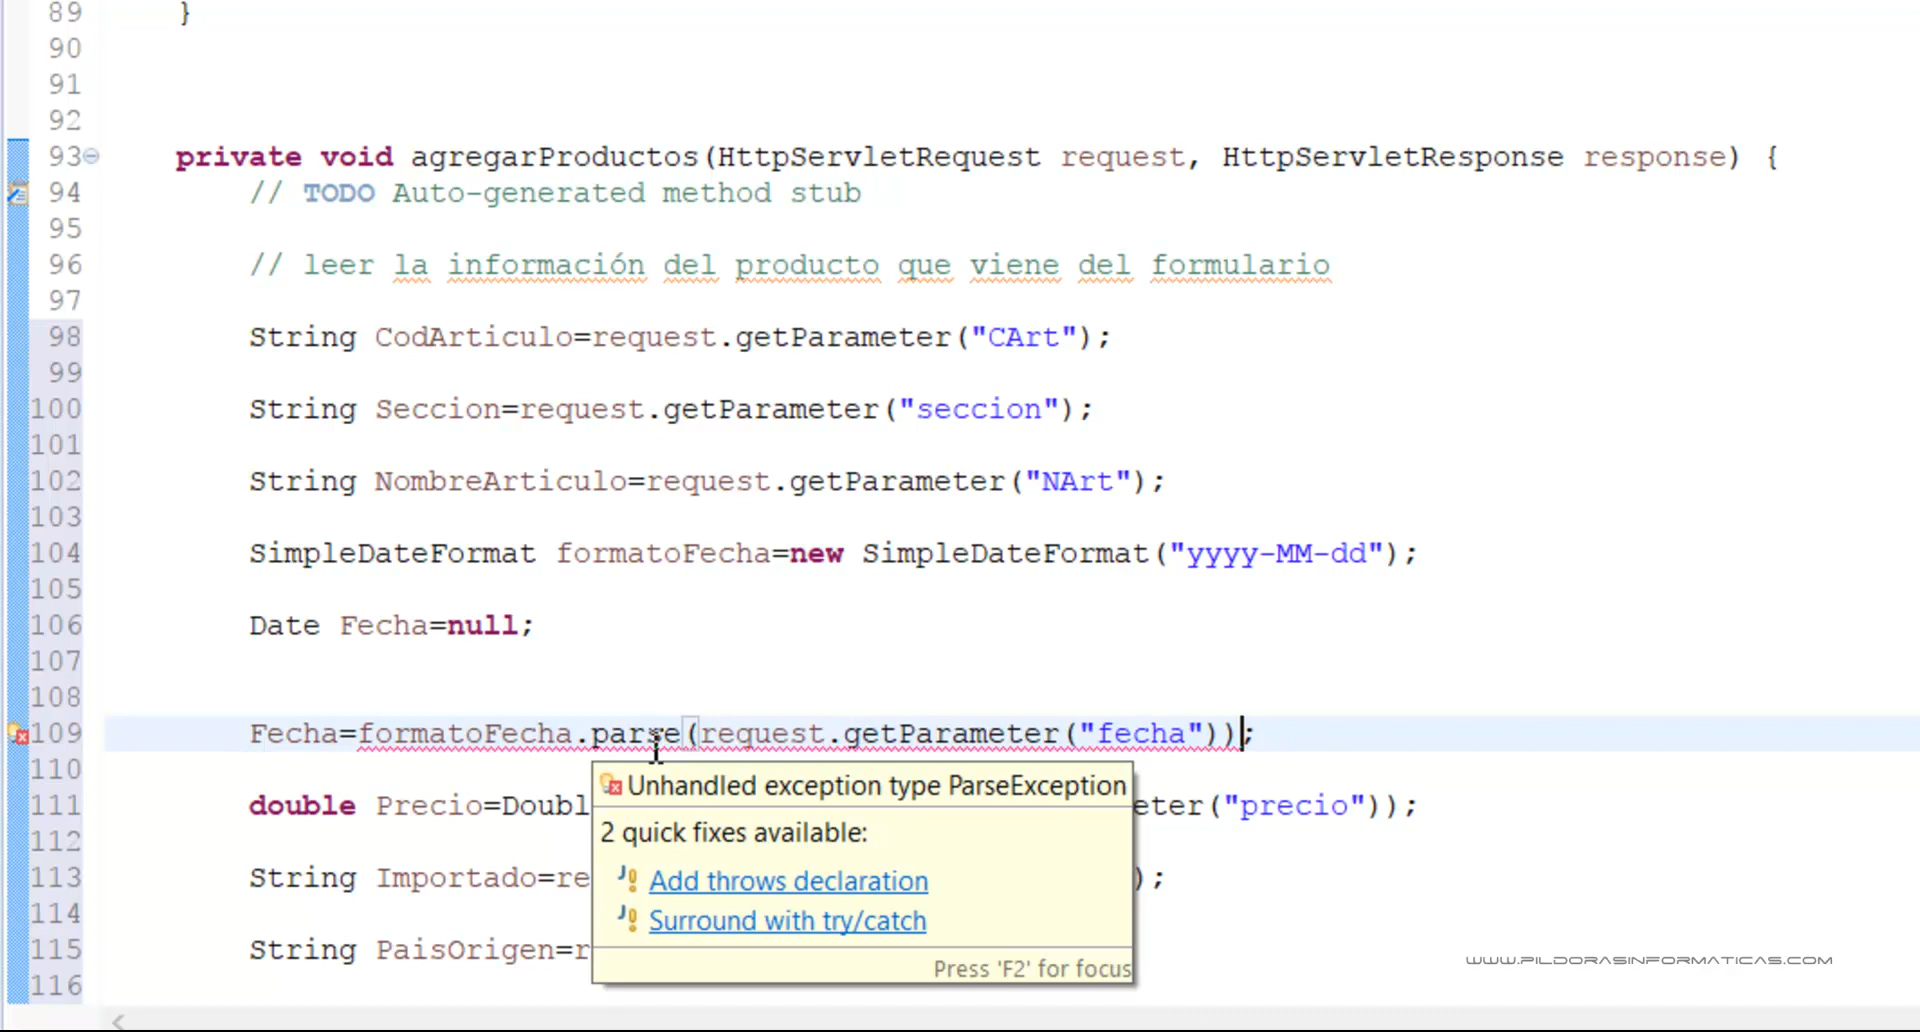 89 }
90
91
92
93 private void agregarProductos(HttpServletRequest request, HttpServletResponse response) {
94 // TODO Auto-generated method stub
95
96 // leer la información del producto que viene del formulario
97
98 String CodArticulo=request.getParameter("CArt");
99
100 String Seccion=request.getParameter("seccion");
101
102 String NombreArticulo=request.getParameter("NArt");
103
104 SimpleDateFormat formatoFecha=new SimpleDateFormat("yyyy-MM-dd");
105
106 Date Fecha=null;
107
108
109 Fecha=formatoFecha.parse(request.getParameter("fecha"));
110
Unhandled exception type ParseException
111 double Precio=Doubl eter("precio"));
112
2 quick fixes available:
113 String Importado=re );
Add throws declaration
114
Surround with try/catch
115 String PaisOrigen=r
Press 'F2' for focus
WWW.PILDORASINFORMATICAS.COM
116